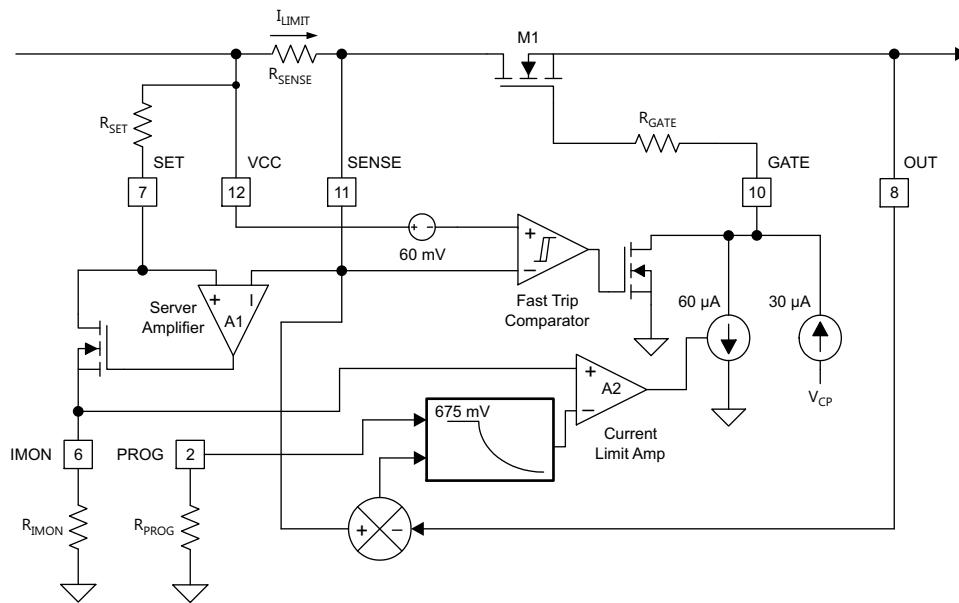 I_LIMIT
M1
R_SENSE
R_SET
R_GATE
SET
VCC
SENSE
GATE
OUT
7
12
11
10
8
+ -
60 mV
+
−
Fast Trip
Comparator
60 µA
30 µA
Server
Amplifier
+
−
A1
V_CP
+
−
A2
Current
Limit Amp
675 mV
IMON
6
PROG
2
R_IMON
R_PROG
+
−